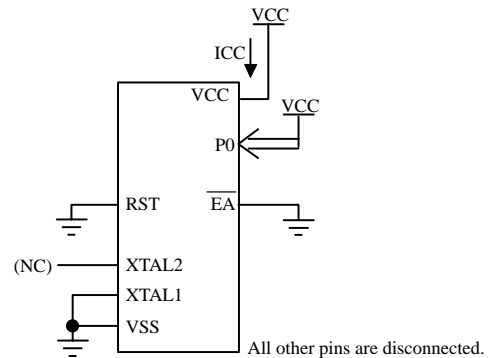 VCC
ICC
VCC
VCC
P0
RST
EA
(NC)
XTAL2
XTAL1
VSS
All other pins are disconnected.